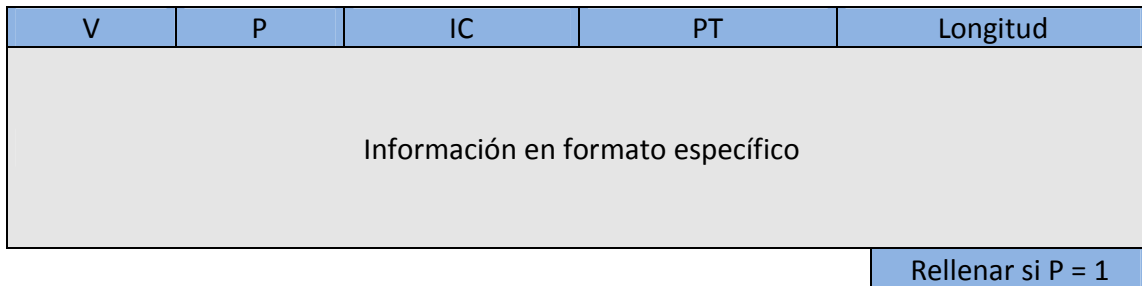 V P IC PT Longitud
Información en formato específico
Rellenar si P = 1